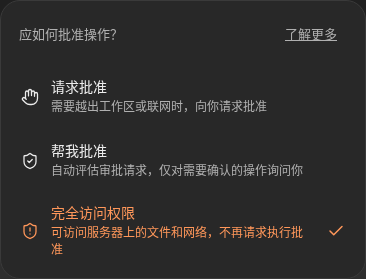 应如何批准操作？
了解更多
请求批准
需要越出工作区或联网时，向你请求批准
帮我批准
自动评估审批请求，仅对需要确认的操作询问你
完全访问权限
可访问服务器上的文件和网络，不再请求执行批
准